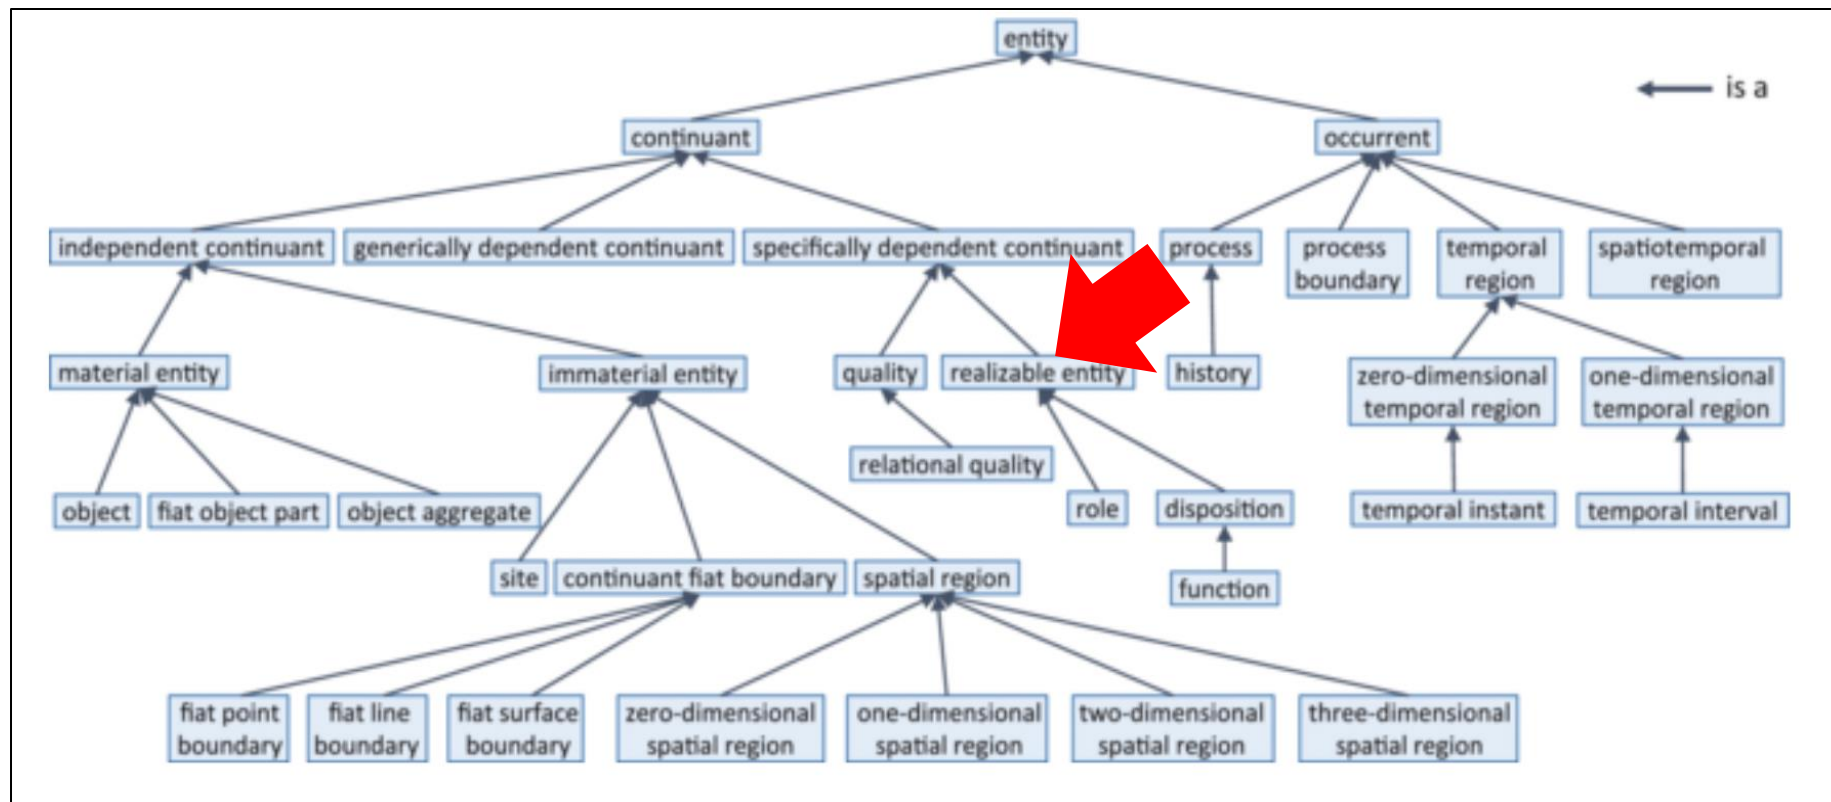 entity
is a
continuant
occurrent
independent continuant
generically dependent continuant
specifically dependent continuant
process
process
boundary
temporal
region
spatiotemporal
region
material entity
immaterial entity
quality
realizable entity
history
zero-dimensional
temporal region
one-dimensional
temporal region
relational quality
object
fiat object part
object aggregate
role
disposition
temporal instant
temporal interval
site
continuant fiat boundary
spatial region
function
fiat point
boundary
fiat line
boundary
fiat surface
boundary
zero-dimensional
spatial region
one-dimensional
spatial region
two-dimensional
spatial region
three-dimensional
spatial region